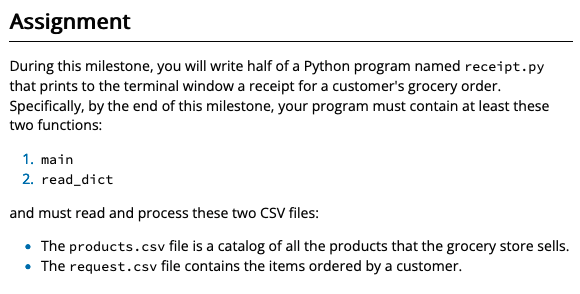 Assignment
During this milestone, you will write half of a Python program named receipt.py
that prints to the terminal window a receipt for a customer's grocery order.
Specifically, by the end of this milestone, your program must contain at least these
two functions:
1. main
2. read_dict
and must read and process these two CSV files:
• The products.csv file is a catalog of all the products that the grocery store sells.
• The request.csv file contains the items ordered by a customer.